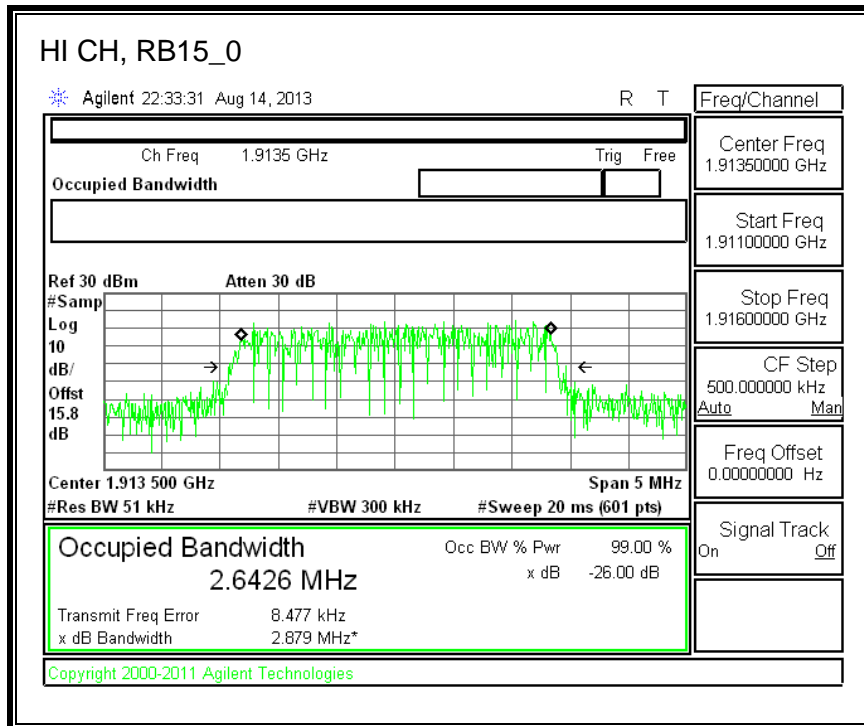 HI CH, RB15_0
Agilent 22:33:31 Aug 14, 2013 R T
Freq/Channel
Ch Freq 1.9135 GHz Trig Free
Occupied Bandwidth
Center Freq
1.91350000 GHz
Start Freq
1.91100000 GHz
Stop Freq
1.91600000 GHz
CF Step
500.000000 kHz
Auto Man
Freq Offset
0.00000000 Hz
Signal Track
On Off
Ref 30 dBm Atten 30 dB
#Samp
Log
10
dB/
Offst
15.8
dB
Center 1.913 500 GHz Span 5 MHz
#Res BW 51 kHz #VBW 300 kHz #Sweep 20 ms (601 pts)
Occupied Bandwidth Occ BW % Pwr 99.00 %
2.6426 MHz x dB -26.00 dB
Transmit Freq Error 8.477 kHz
x dB Bandwidth 2.879 MHz*
Copyright 2000-2011 Agilent Technologies